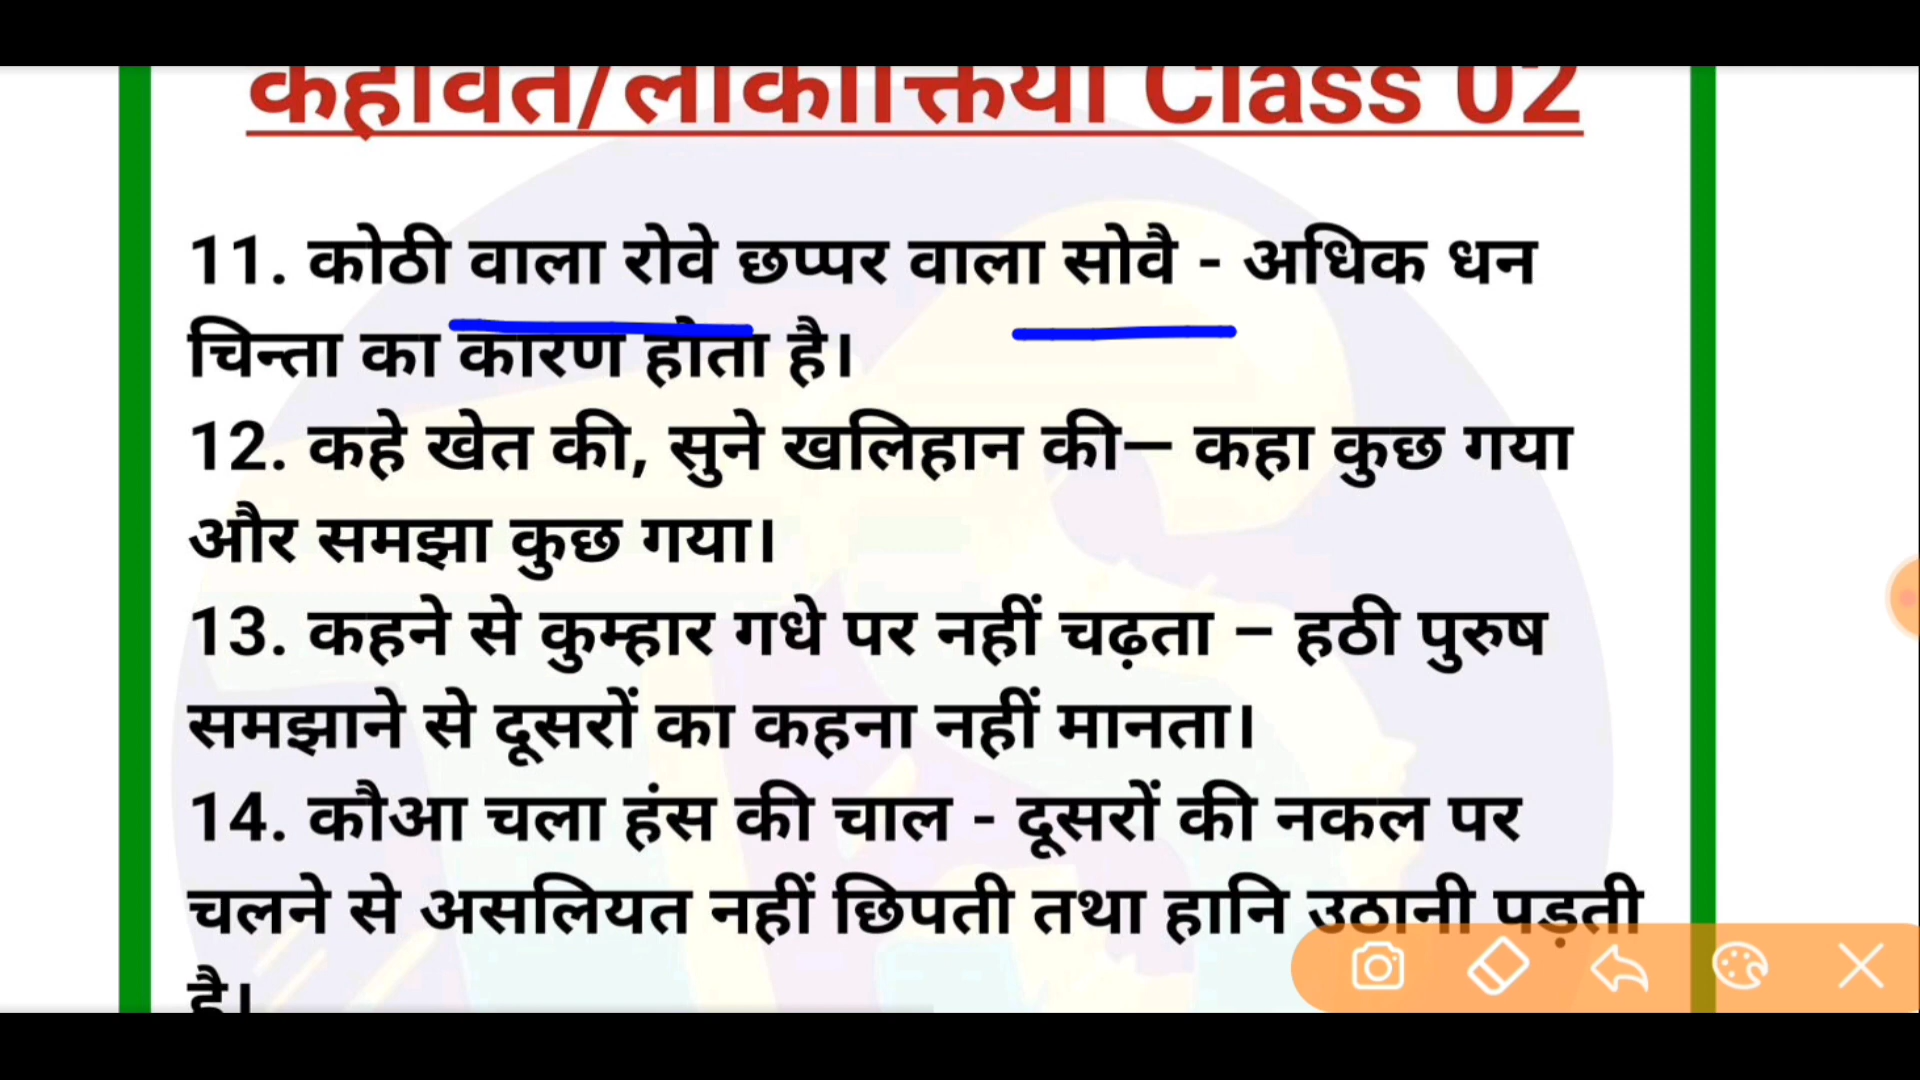 कहावतें/लोकोक्तियाँ Class 02
11. कोठी वाला रोवे छप्पर वाला सोवै - अधिक धन
चिन्ता का कारण होता है।
12. कहे खेत की, सुने खलिहान की— कहा कुछ गया
और समझा कुछ गया।
13. कहने से कुम्हार गधे पर नहीं चढ़ता – हठी पुरुष
समझाने से दूसरों का कहना नहीं मानता।
14. कौआ चला हंस की चाल - दूसरों की नकल पर
चलने से असलियत नहीं छिपती तथा हानि उठानी पड़ती
है।